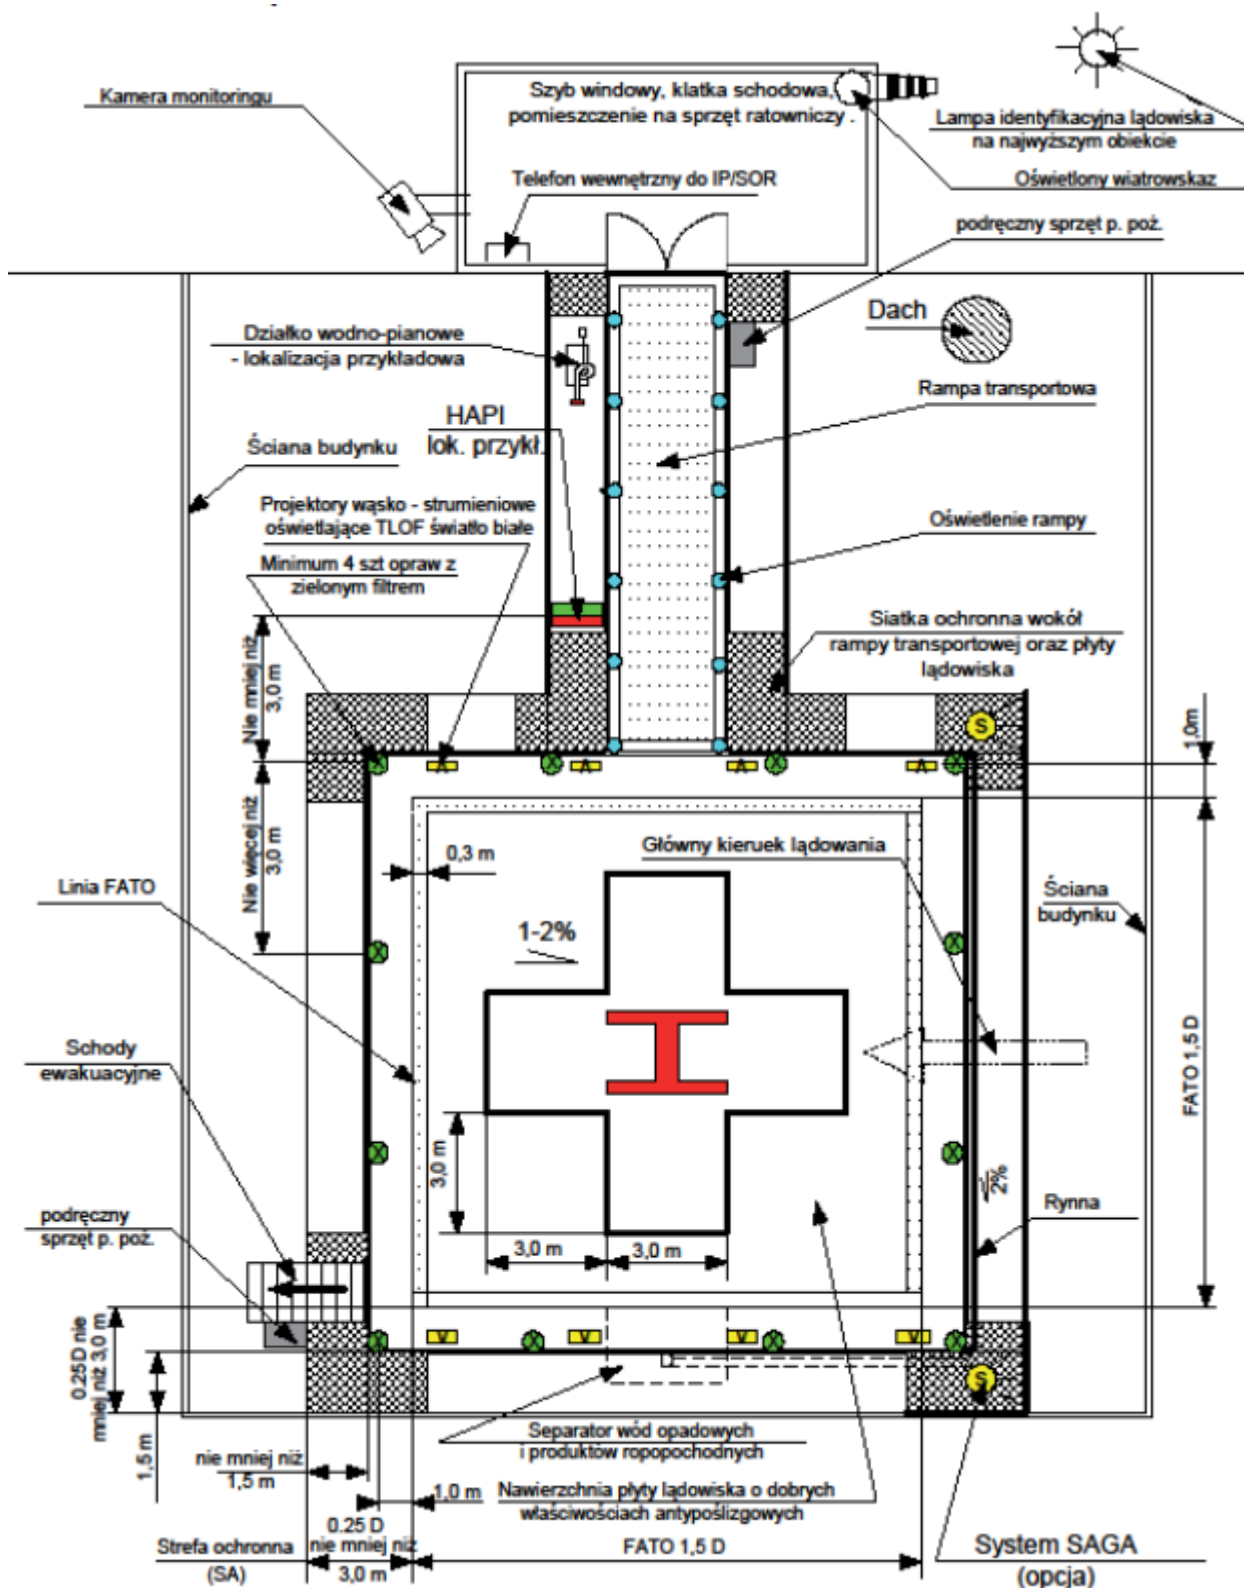 Kamera monitoringu
Szyb windowy, klatka schodowa,
pomieszczenie na sprzęt ratowniczy .
Lampa identyfikacyjna lądowiska
na najwyższym obiekcie
Telefon wewnętrzny do IP/SOR
Oświetlony wiatrowskaz
podręczny sprzęt p. poż.
Dach
Działko wodno-pianowe
- lokalizacja przykładowa
Rampa transportowa
HAPI
lok. przykł.
Ściana budynku
Projektory wąsko - strumieniowe
oświetlające TLOF światło białe
Oświetlenie rampy
Minimum 4 szt opraw z
zielonym filtrem
Siatka ochronna wokół
rampy transportowej oraz płyty
lądowiska
Nie mniej niż
3,0 m
S
1,0m
X X X X
Λ Λ Λ Λ
Nie więcej niż
3,0 m
0,3 m
Główny kieruek lądowania
Linia FATO
Ściana
budynku
1-2%
X X
H
Schody
ewakuacyjne
FATO 1,5 D
3,0 m
X X
2%
Rynna
podręczny
sprzęt p. poż.
3,0 m
3,0 m
0.25 D nie
mniej niż 3,0 m
X X X X
V V V V
S
1,5 m
Separator wód opadowych
i produktów ropopochodnych
nie mniej niż
1,5 m
1,0 m
Nawierzchnia płyty lądowiska o dobrych
właściwościach antypoślizgowych
0.25 D
nie mniej niż
3,0 m
Strefa ochronna
(SA)
FATO 1,5 D
System SAGA
(opcja)